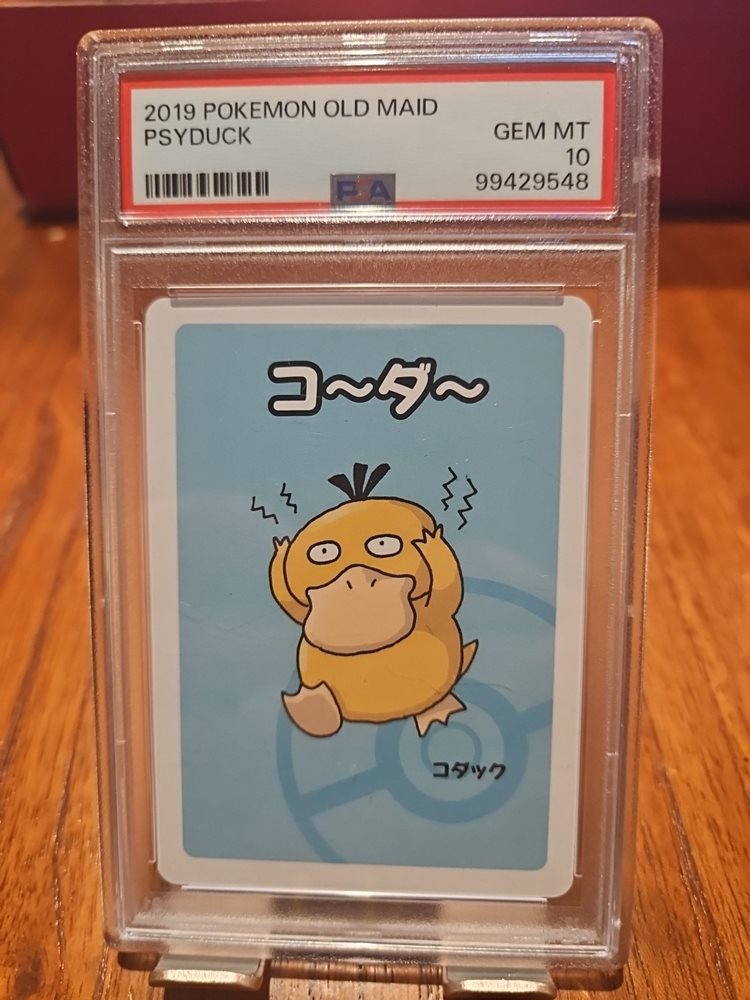 2019 POKEMON OLD MAID
PSYDUCK
GEM MT
10
PSA
99429548
コ〜ダ〜
コダック